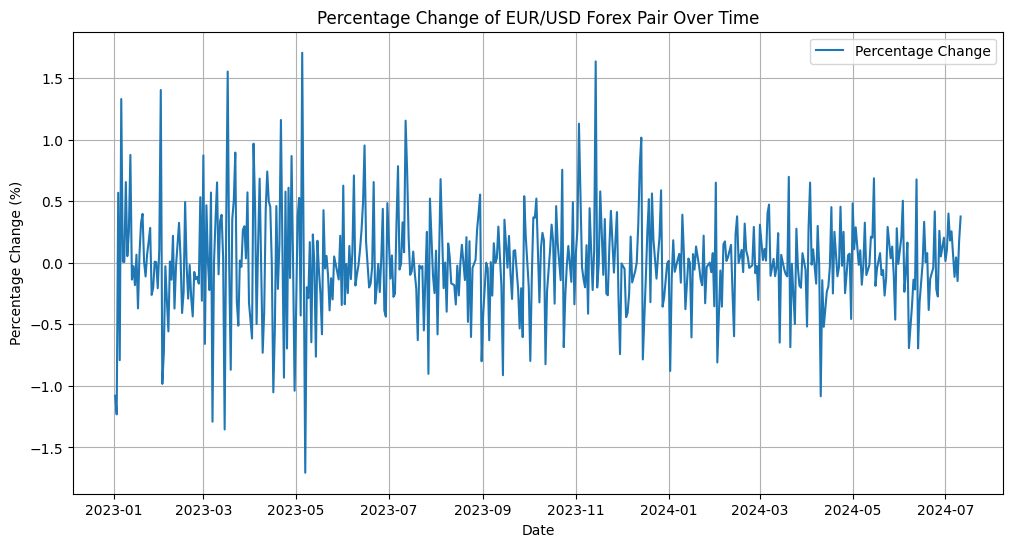 Percentage Change of EUR/USD Forex Pair Over Time
Percentage Change
Percentage Change (%)
1.5
1.0
0.5
0.0
−0.5
−1.0
−1.5
2023-01 2023-03 2023-05 2023-07 2023-09 2023-11 2024-01 2024-03 2024-05 2024-07
Date